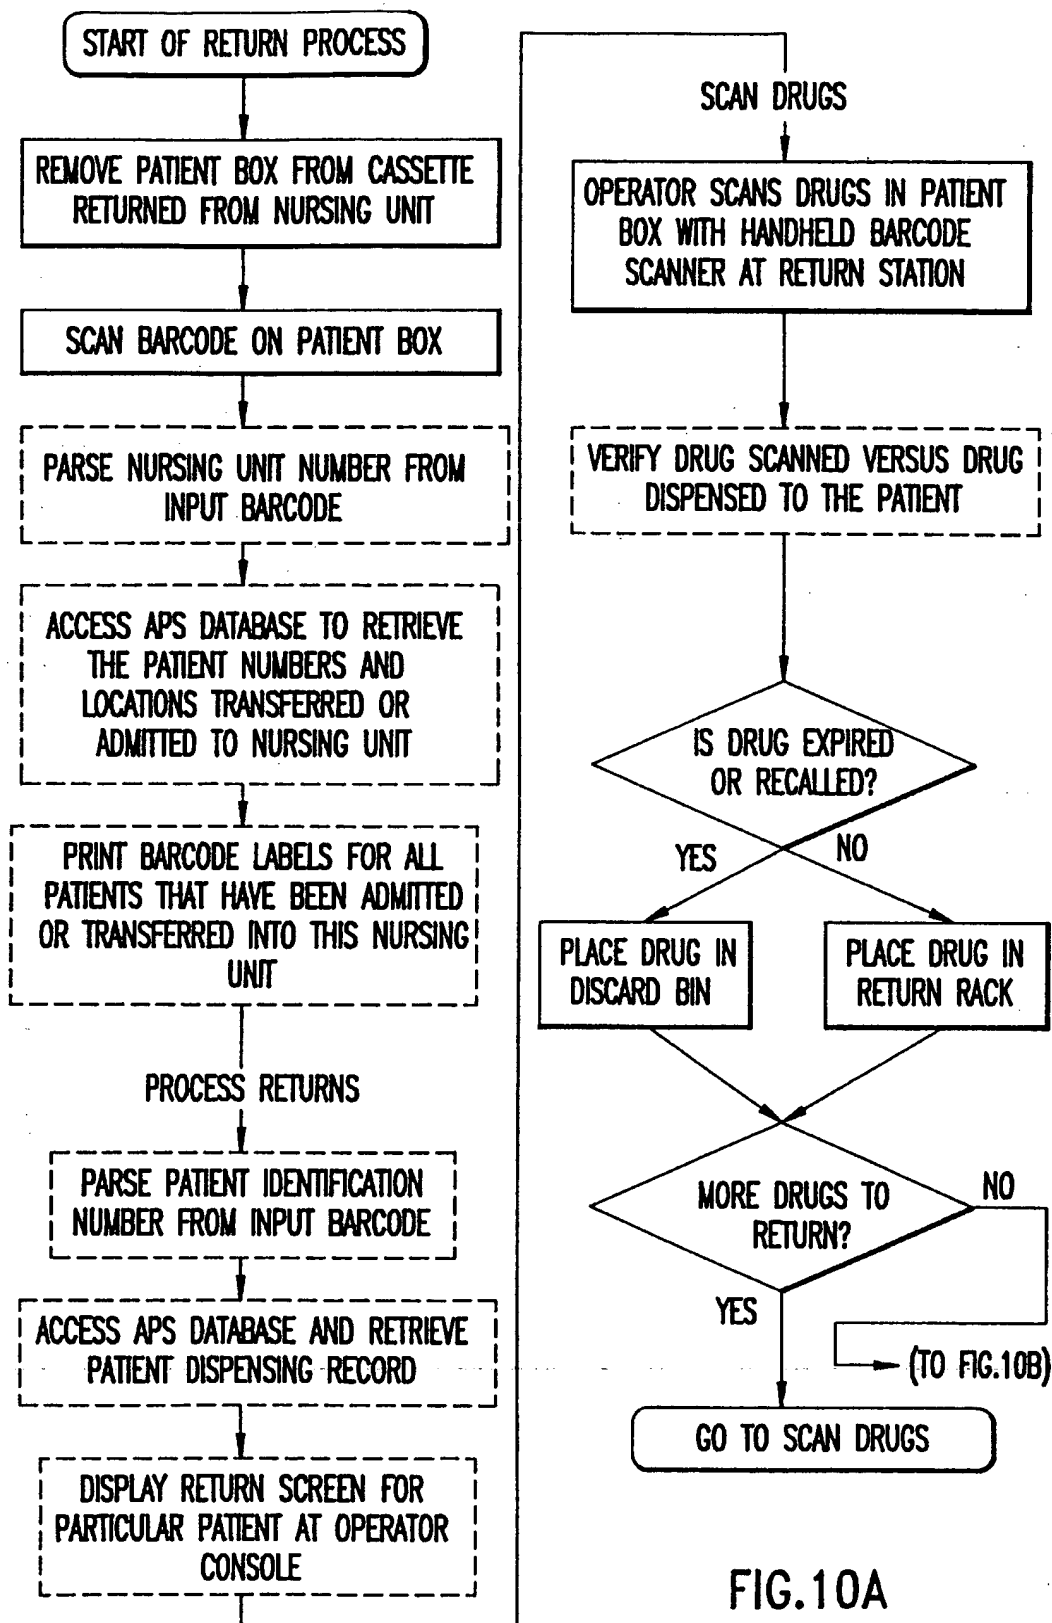 START OF RETURN PROCESS
REMOVE PATIENT BOX FROM CASSETTE
RETURNED FROM NURSING UNIT
SCAN BARCODE ON PATIENT BOX
PARSE NURSING UNIT NUMBER FROM
INPUT BARCODE
ACCESS APS DATABASE TO RETRIEVE
THE PATIENT NUMBERS AND
LOCATIONS TRANSFERRED OR
ADMITTED TO NURSING UNIT
PRINT BARCODE LABELS FOR ALL
PATIENTS THAT HAVE BEEN ADMITTED
OR TRANSFERRED INTO THIS NURSING
UNIT
PROCESS RETURNS
PARSE PATIENT IDENTIFICATION
NUMBER FROM INPUT BARCODE
ACCESS APS DATABASE AND RETRIEVE
PATIENT DISPENSING RECORD
DISPLAY RETURN SCREEN FOR
PARTICULAR PATIENT AT OPERATOR
CONSOLE
SCAN DRUGS
OPERATOR SCANS DRUGS IN PATIENT
BOX WITH HANDHELD BARCODE
SCANNER AT RETURN STATION
VERIFY DRUG SCANNED VERSUS DRUG
DISPENSED TO THE PATIENT
IS DRUG EXPIRED
OR RECALLED?
YES
NO
PLACE DRUG IN
DISCARD BIN
PLACE DRUG IN
RETURN RACK
MORE DRUGS TO
RETURN?
NO
YES
(TO FIG.10B)
GO TO SCAN DRUGS
FIG.10A